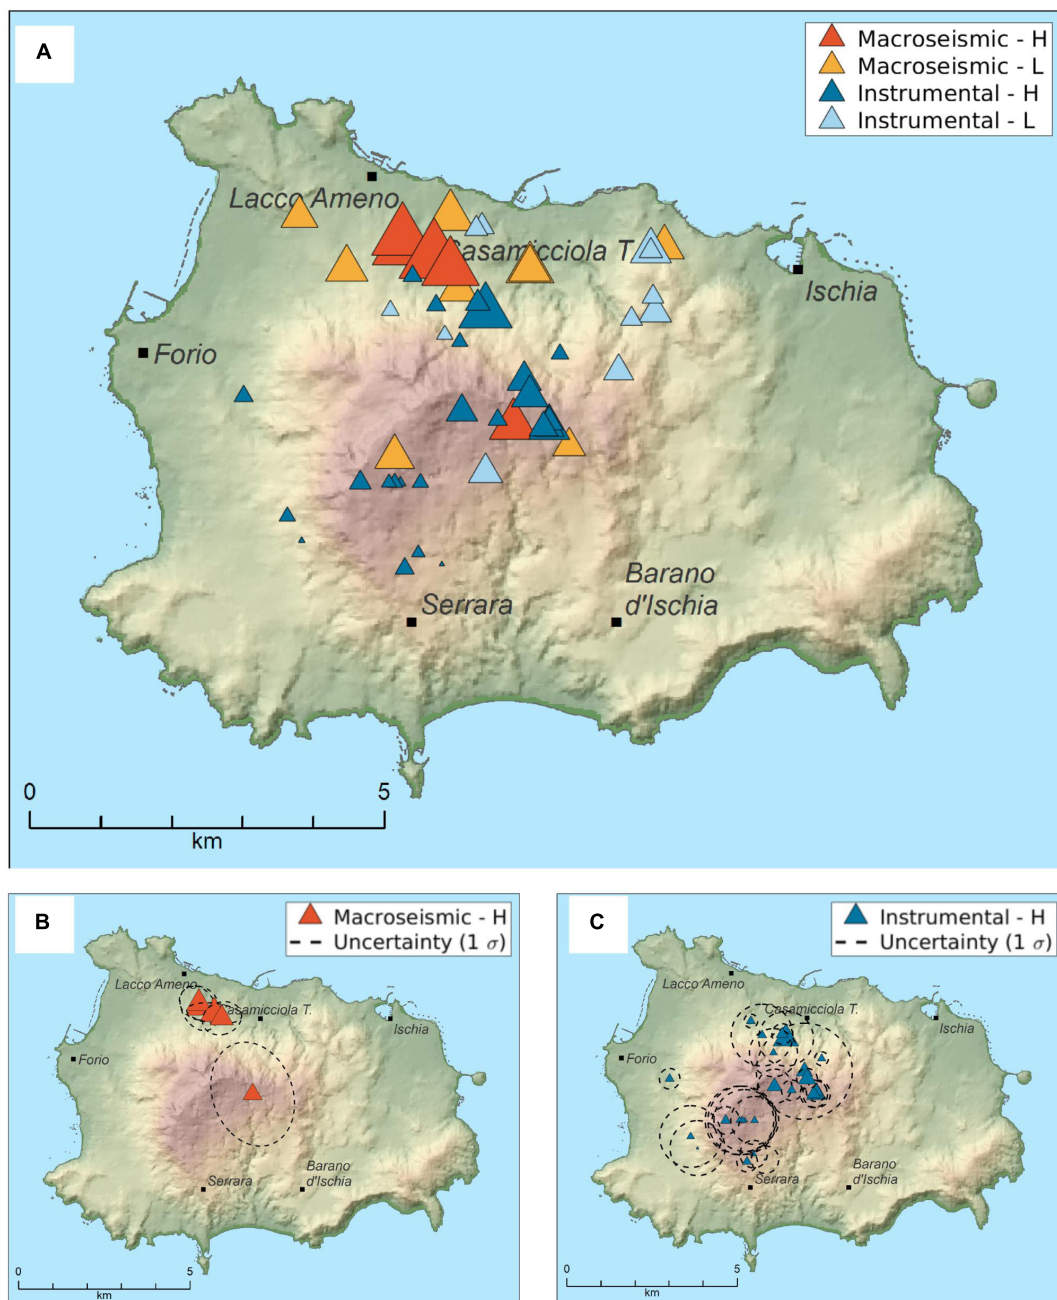 A
Macroseismic - H
Macroseismic - L
Instrumental - H
Instrumental - L
Lacco Ameno
Casamicciola T.
Ischia
Forio
Serrara
Barano
d'Ischia
0
5
km
B
Macroseismic - H
Uncertainty (1 σ)
Lacco Ameno
Casamicciola T.
Ischia
Forio
Serrara
Barano
d'Ischia
0
5
km
C
Instrumental - H
Uncertainty (1 σ)
Lacco Ameno
Casamicciola T.
Ischia
Forio
Serrara
Barano
d'Ischia
0
5
km